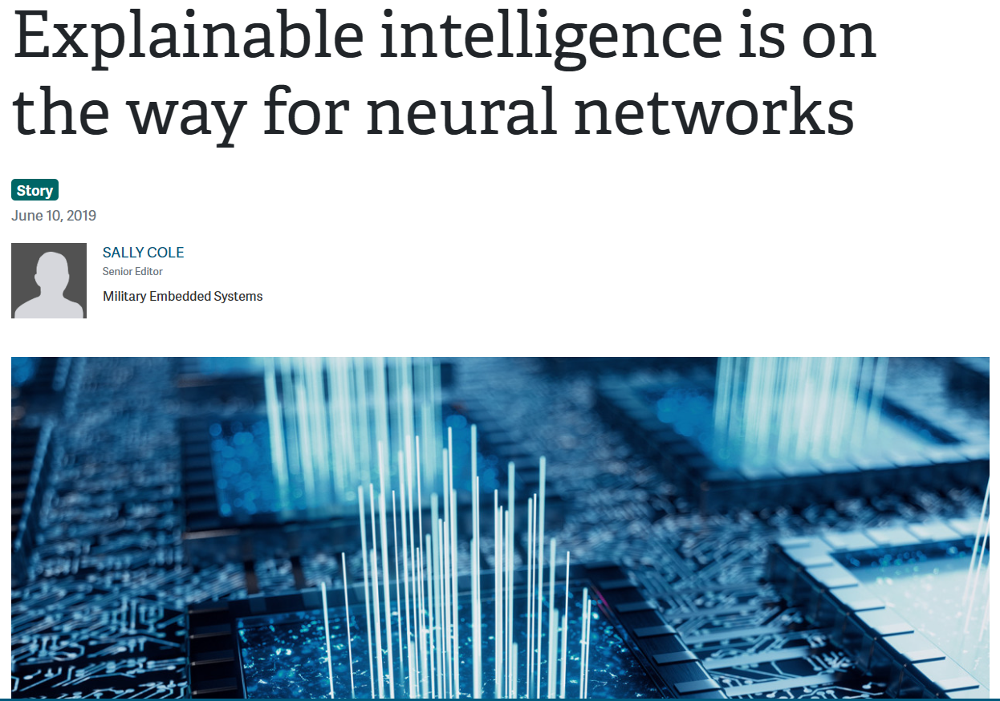 Explainable intelligence is on
the way for neural networks
Story
June 10, 2019
SALLY COLE
Senior Editor
Military Embedded Systems